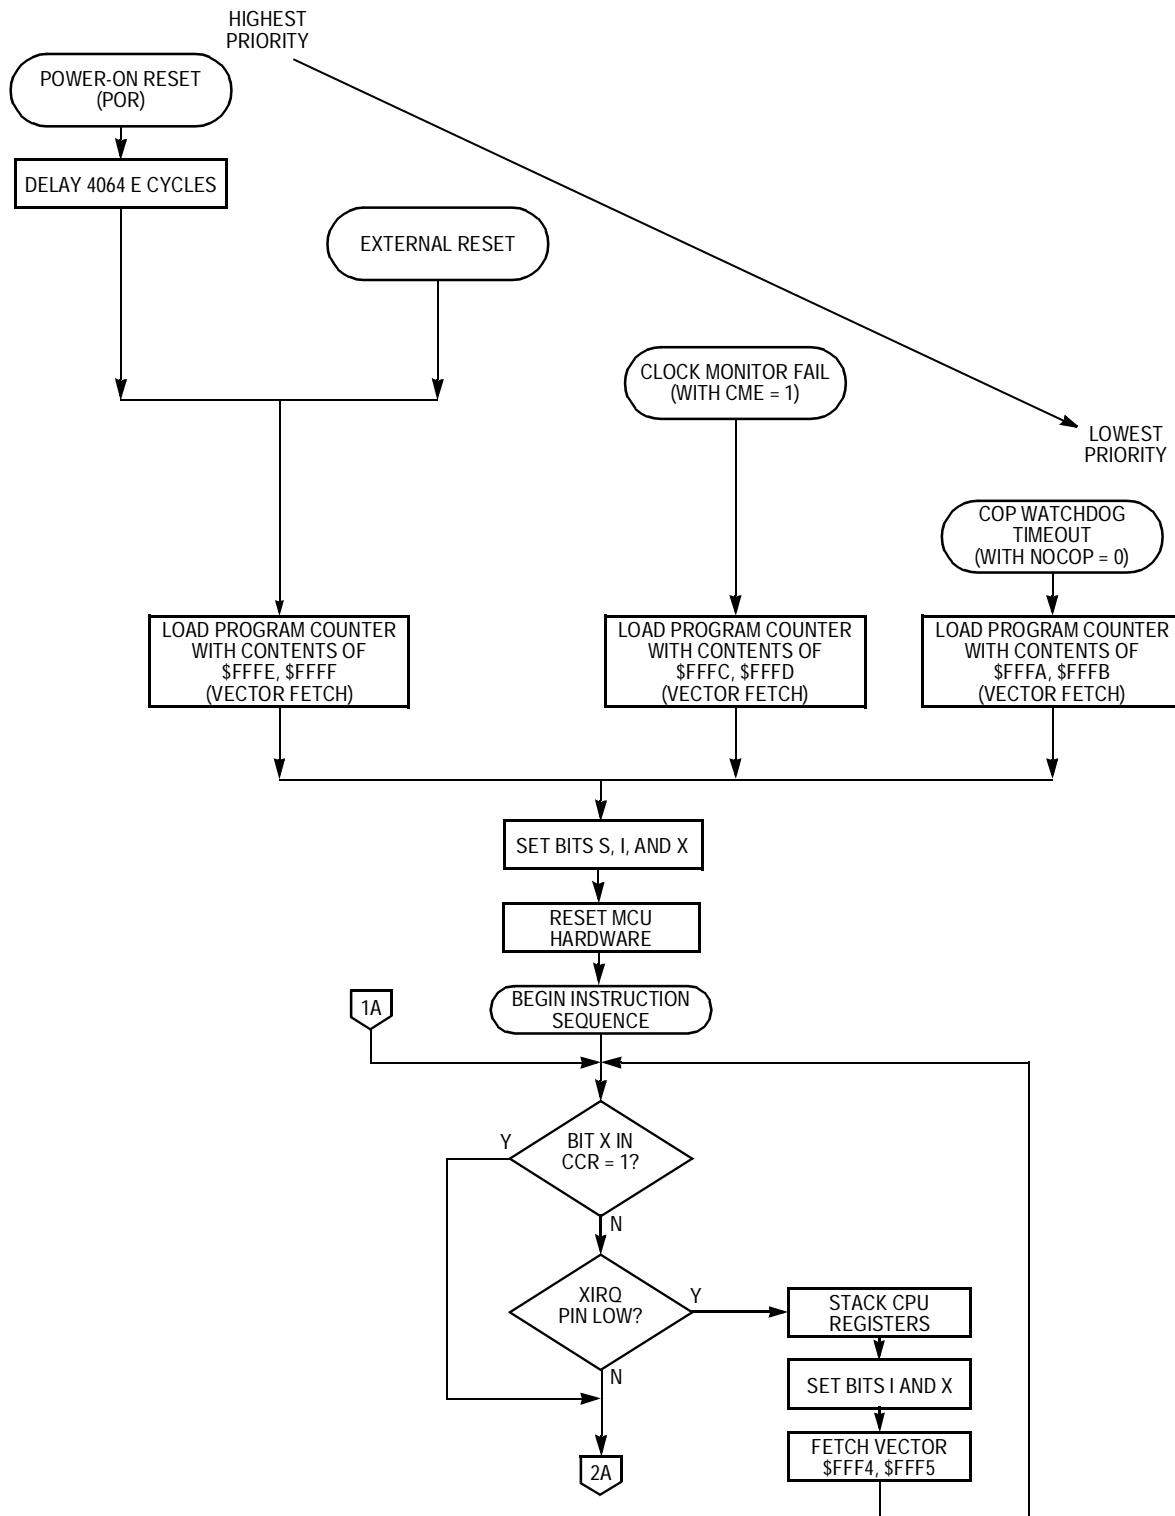 HIGHEST
PRIORITY
POWER-ON RESET
(POR)
DELAY 4064 E CYCLES
EXTERNAL RESET
CLOCK MONITOR FAIL
(WITH CME = 1)
LOWEST
PRIORITY
COP WATCHDOG
TIMEOUT
(WITH NOCOP = 0)
LOAD PROGRAM COUNTER
WITH CONTENTS OF
$FFFE, $FFFF
(VECTOR FETCH)
LOAD PROGRAM COUNTER
WITH CONTENTS OF
$FFFC, $FFFD
(VECTOR FETCH)
LOAD PROGRAM COUNTER
WITH CONTENTS OF
$FFFA, $FFFB
(VECTOR FETCH)
SET BITS S, I, AND X
RESET MCU
HARDWARE
1A
BEGIN INSTRUCTION
SEQUENCE
Y
BIT X IN
CCR = 1?
N
XIRQ
PIN LOW?
Y
STACK CPU
REGISTERS
N
SET BITS I AND X
FETCH VECTOR
$FFF4, $FFF5
2A